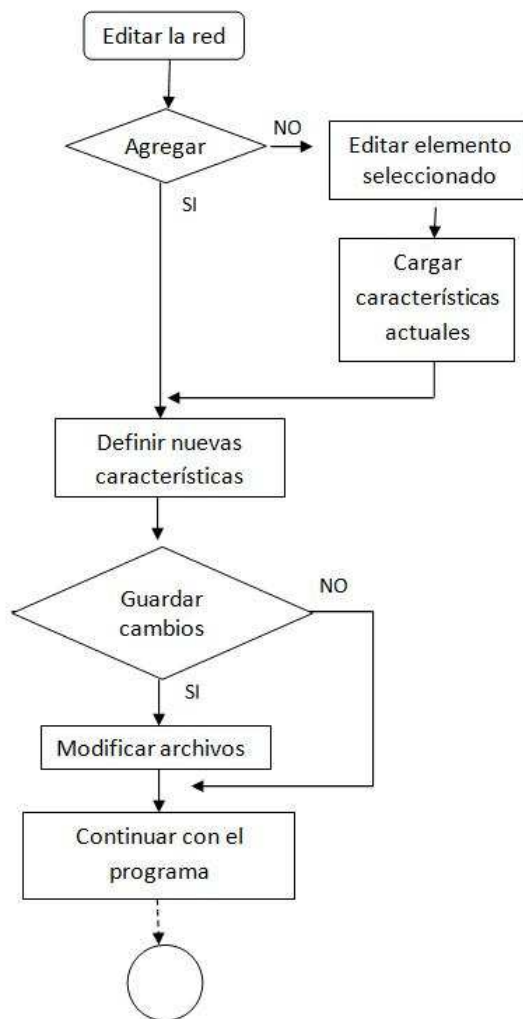 Editar la red
Agregar
NO
Editar elemento
seleccionado
SI
Cargar
características
actuales
Definir nuevas
características
Guardar
cambios
NO
SI
Modificar archivos
Continuar con el
programa